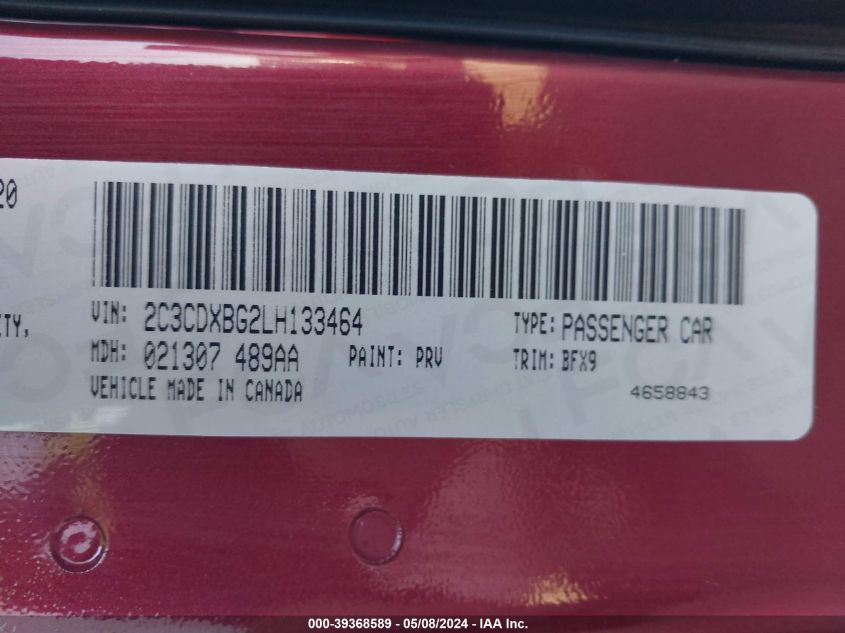 20
ITY,
VIN: 2C3CDXBG2LH133464 TYPE: PASSENGER CAR
MDH: 021307 489AA PAINT: PRV TRIM: BFX9
VEHICLE MADE IN CANADA 4658843
000-39368589 - 05/08/2024 - IAA Inc.